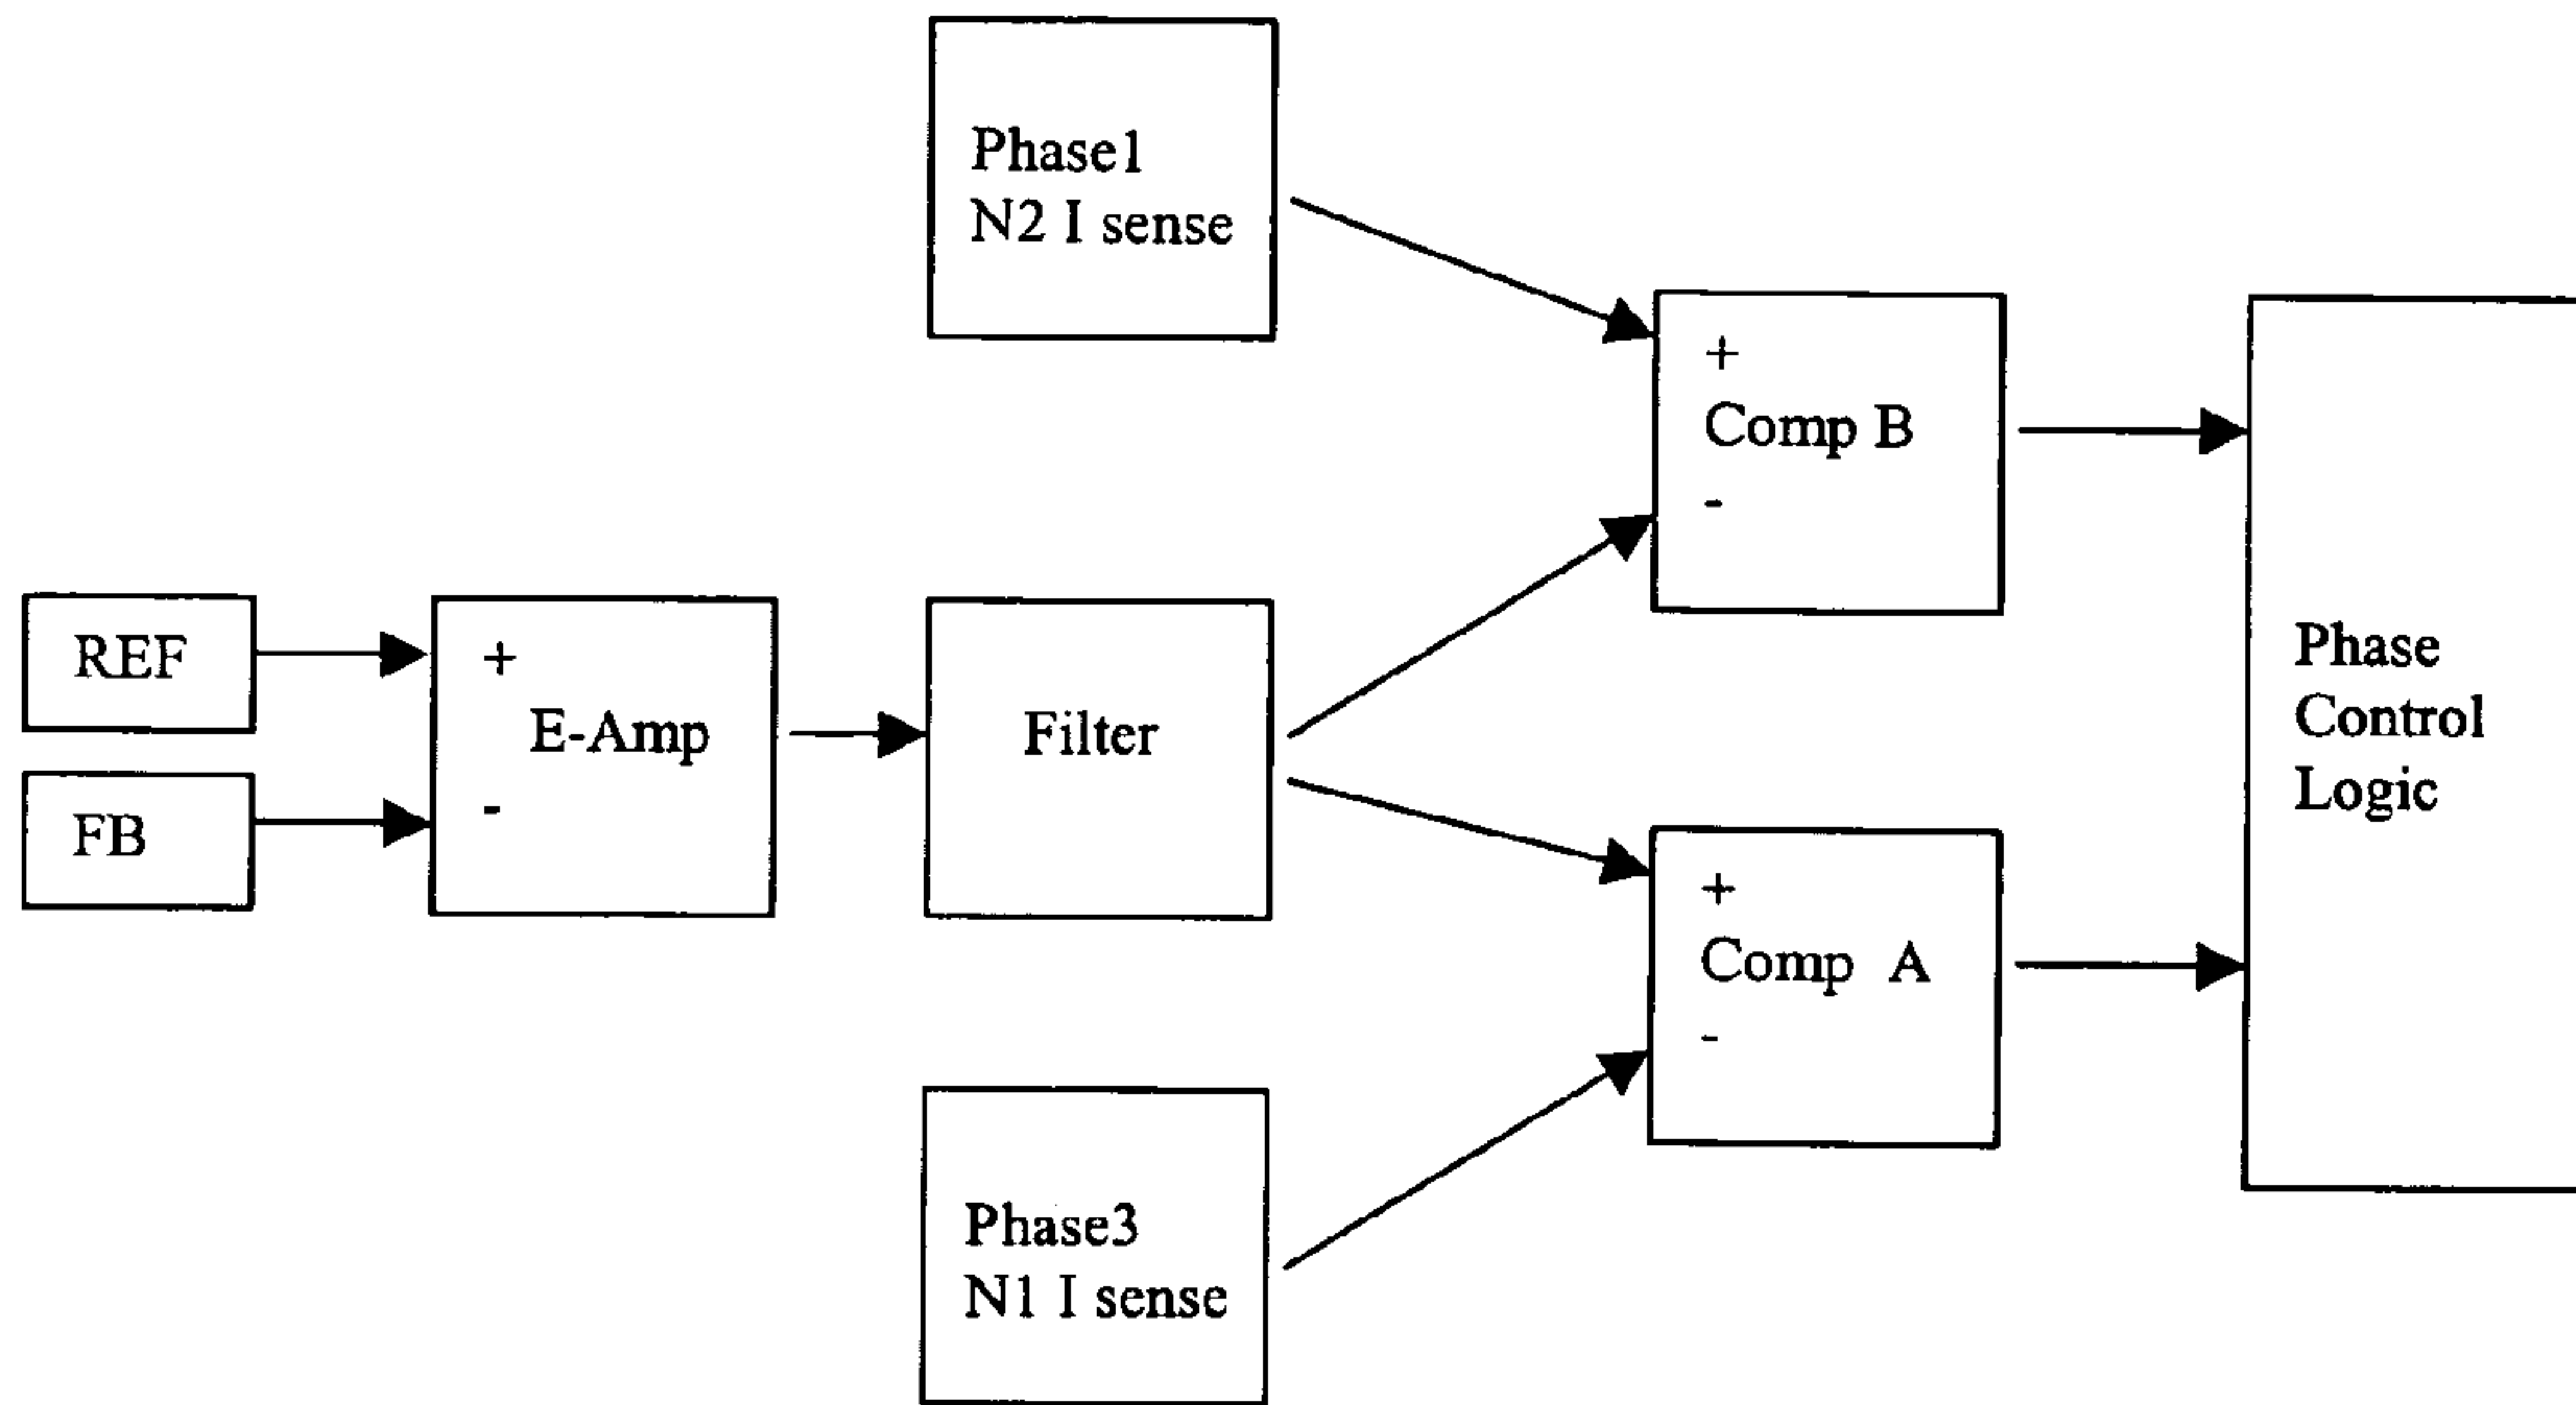 Phase1
N2 I sense
+
Comp B
-
REF
FB
+
E-Amp
-
Filter
Phase
Control
Logic
+
Comp A
-
Phase3
N1 I sense